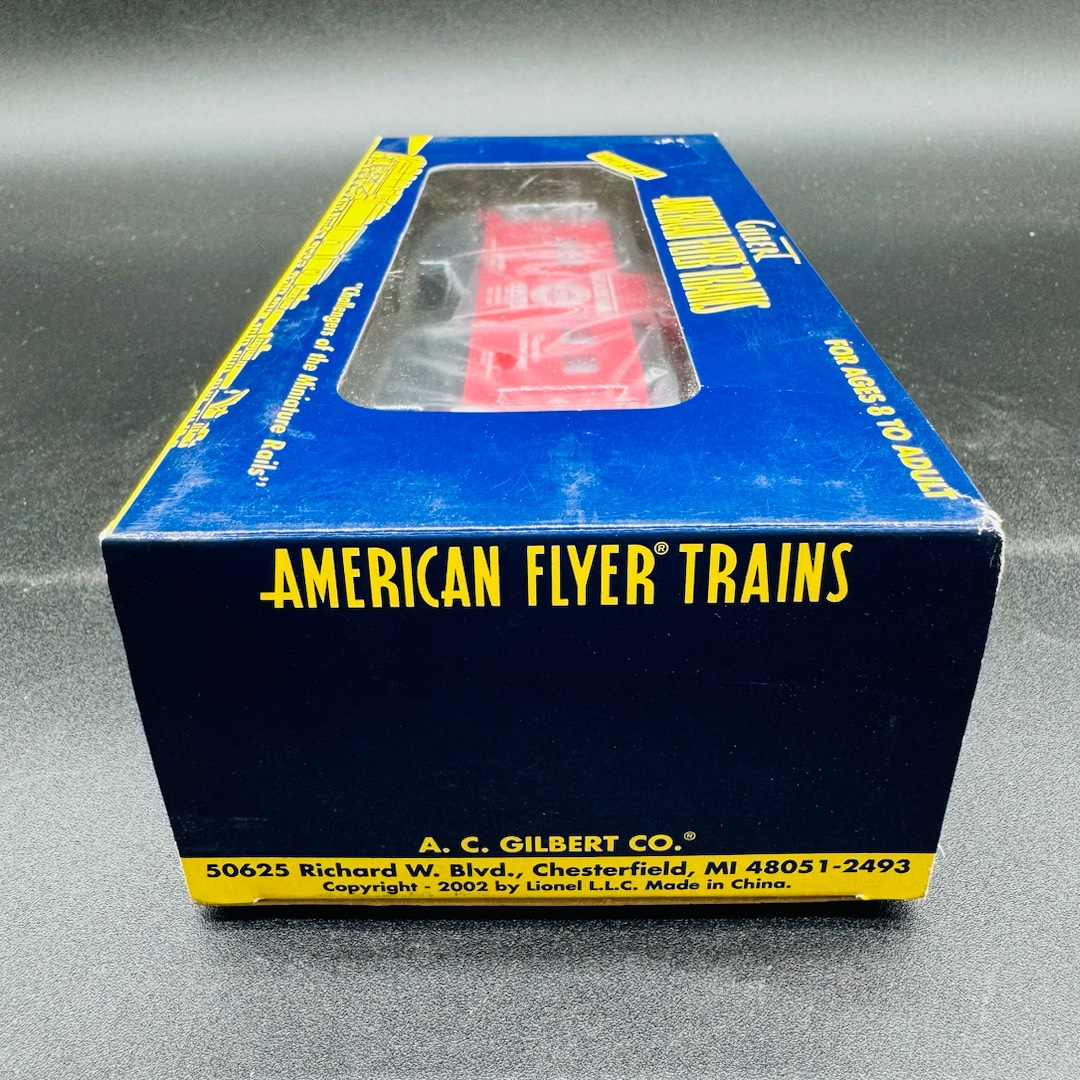 GILBERT
AMERICAN FLYER TRAINS
FOR AGES 8 TO ADULT
"Challengers of the Miniature Rails"
AMERICAN FLYER® TRAINS
A. C. GILBERT CO.®
50625 Richard W. Blvd., Chesterfield, MI 48051-2493
Copyright - 2002 by Lionel L.L.C. Made in China.